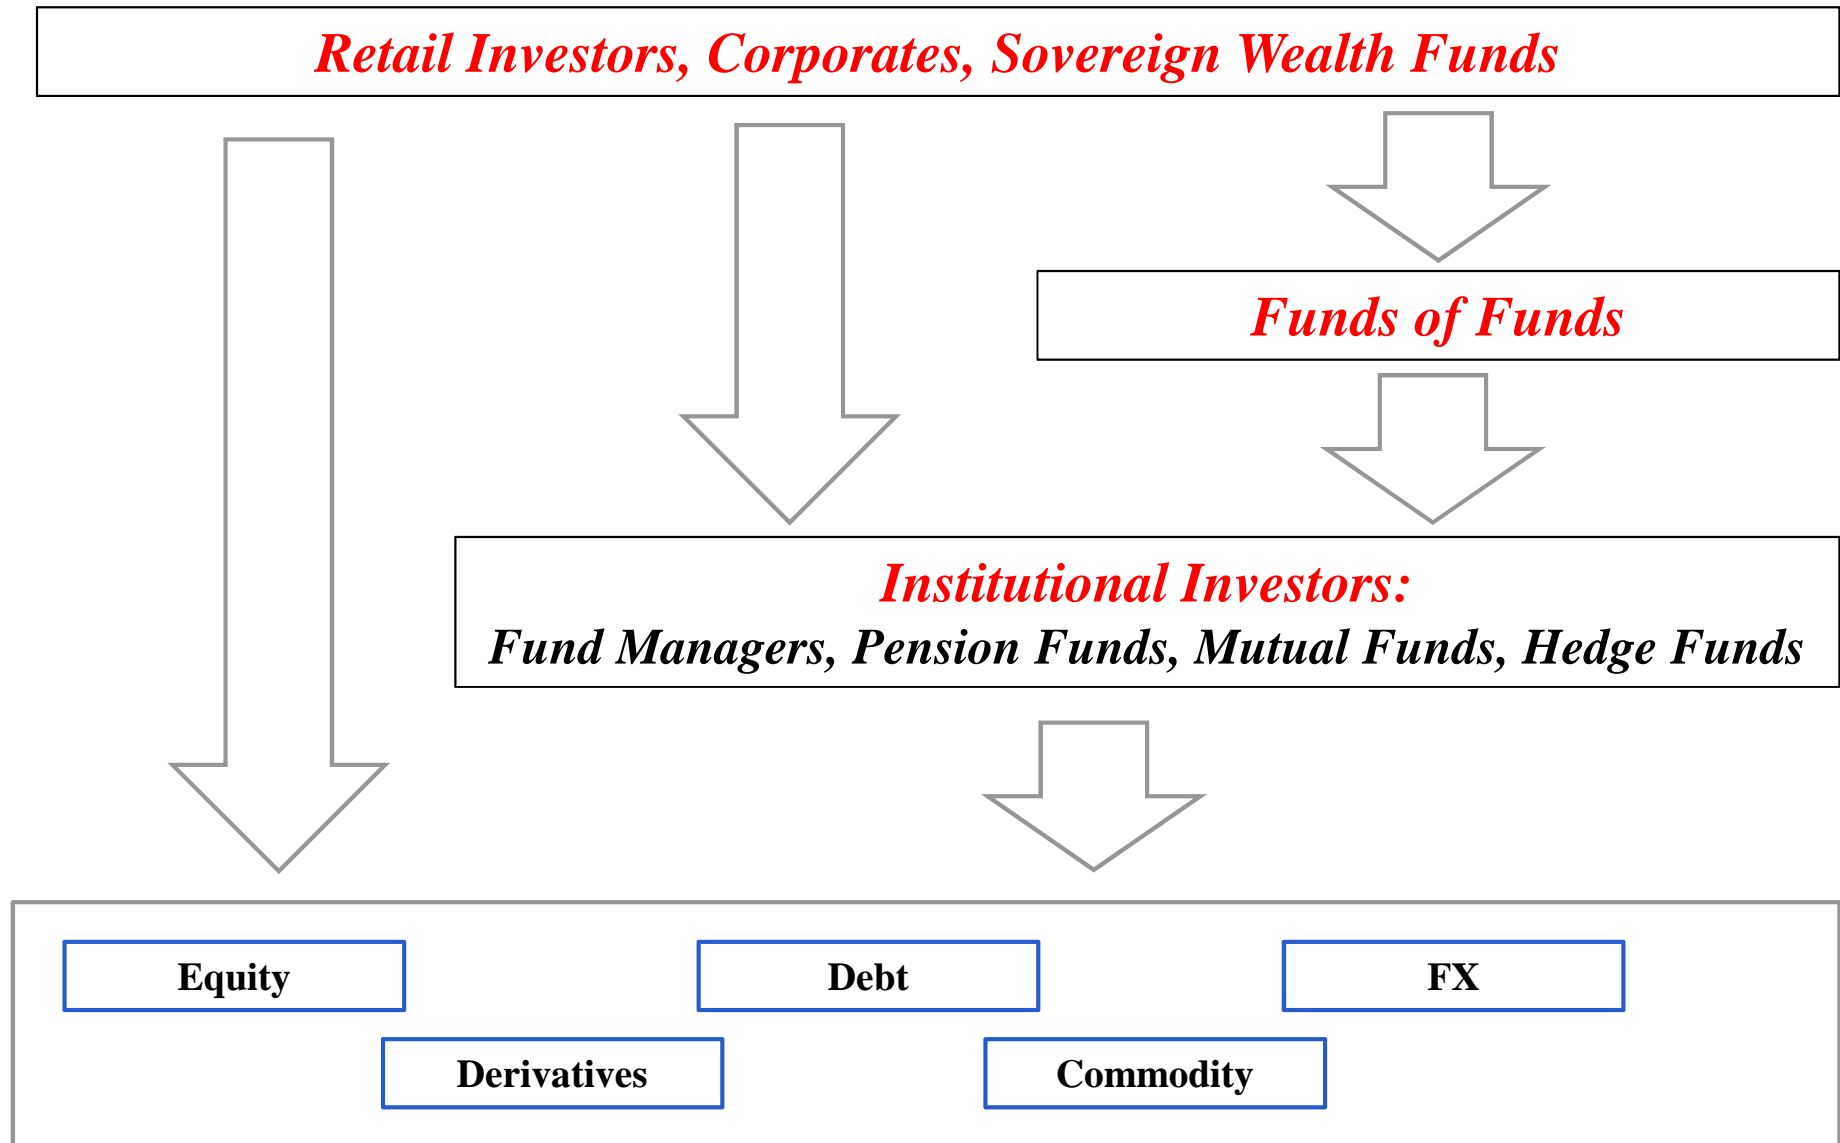 Retail Investors, Corporates, Sovereign Wealth Funds
Funds of Funds
Institutional Investors:
Fund Managers, Pension Funds, Mutual Funds, Hedge Funds
Equity
Debt
FX
Derivatives
Commodity